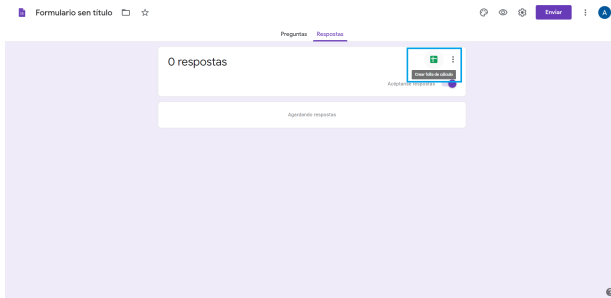 Formulario sen título
Enviar
A
Preguntas Respostas
0 respostas
Crear folla de cálculo
Aceptando respostas
Agardando respostas